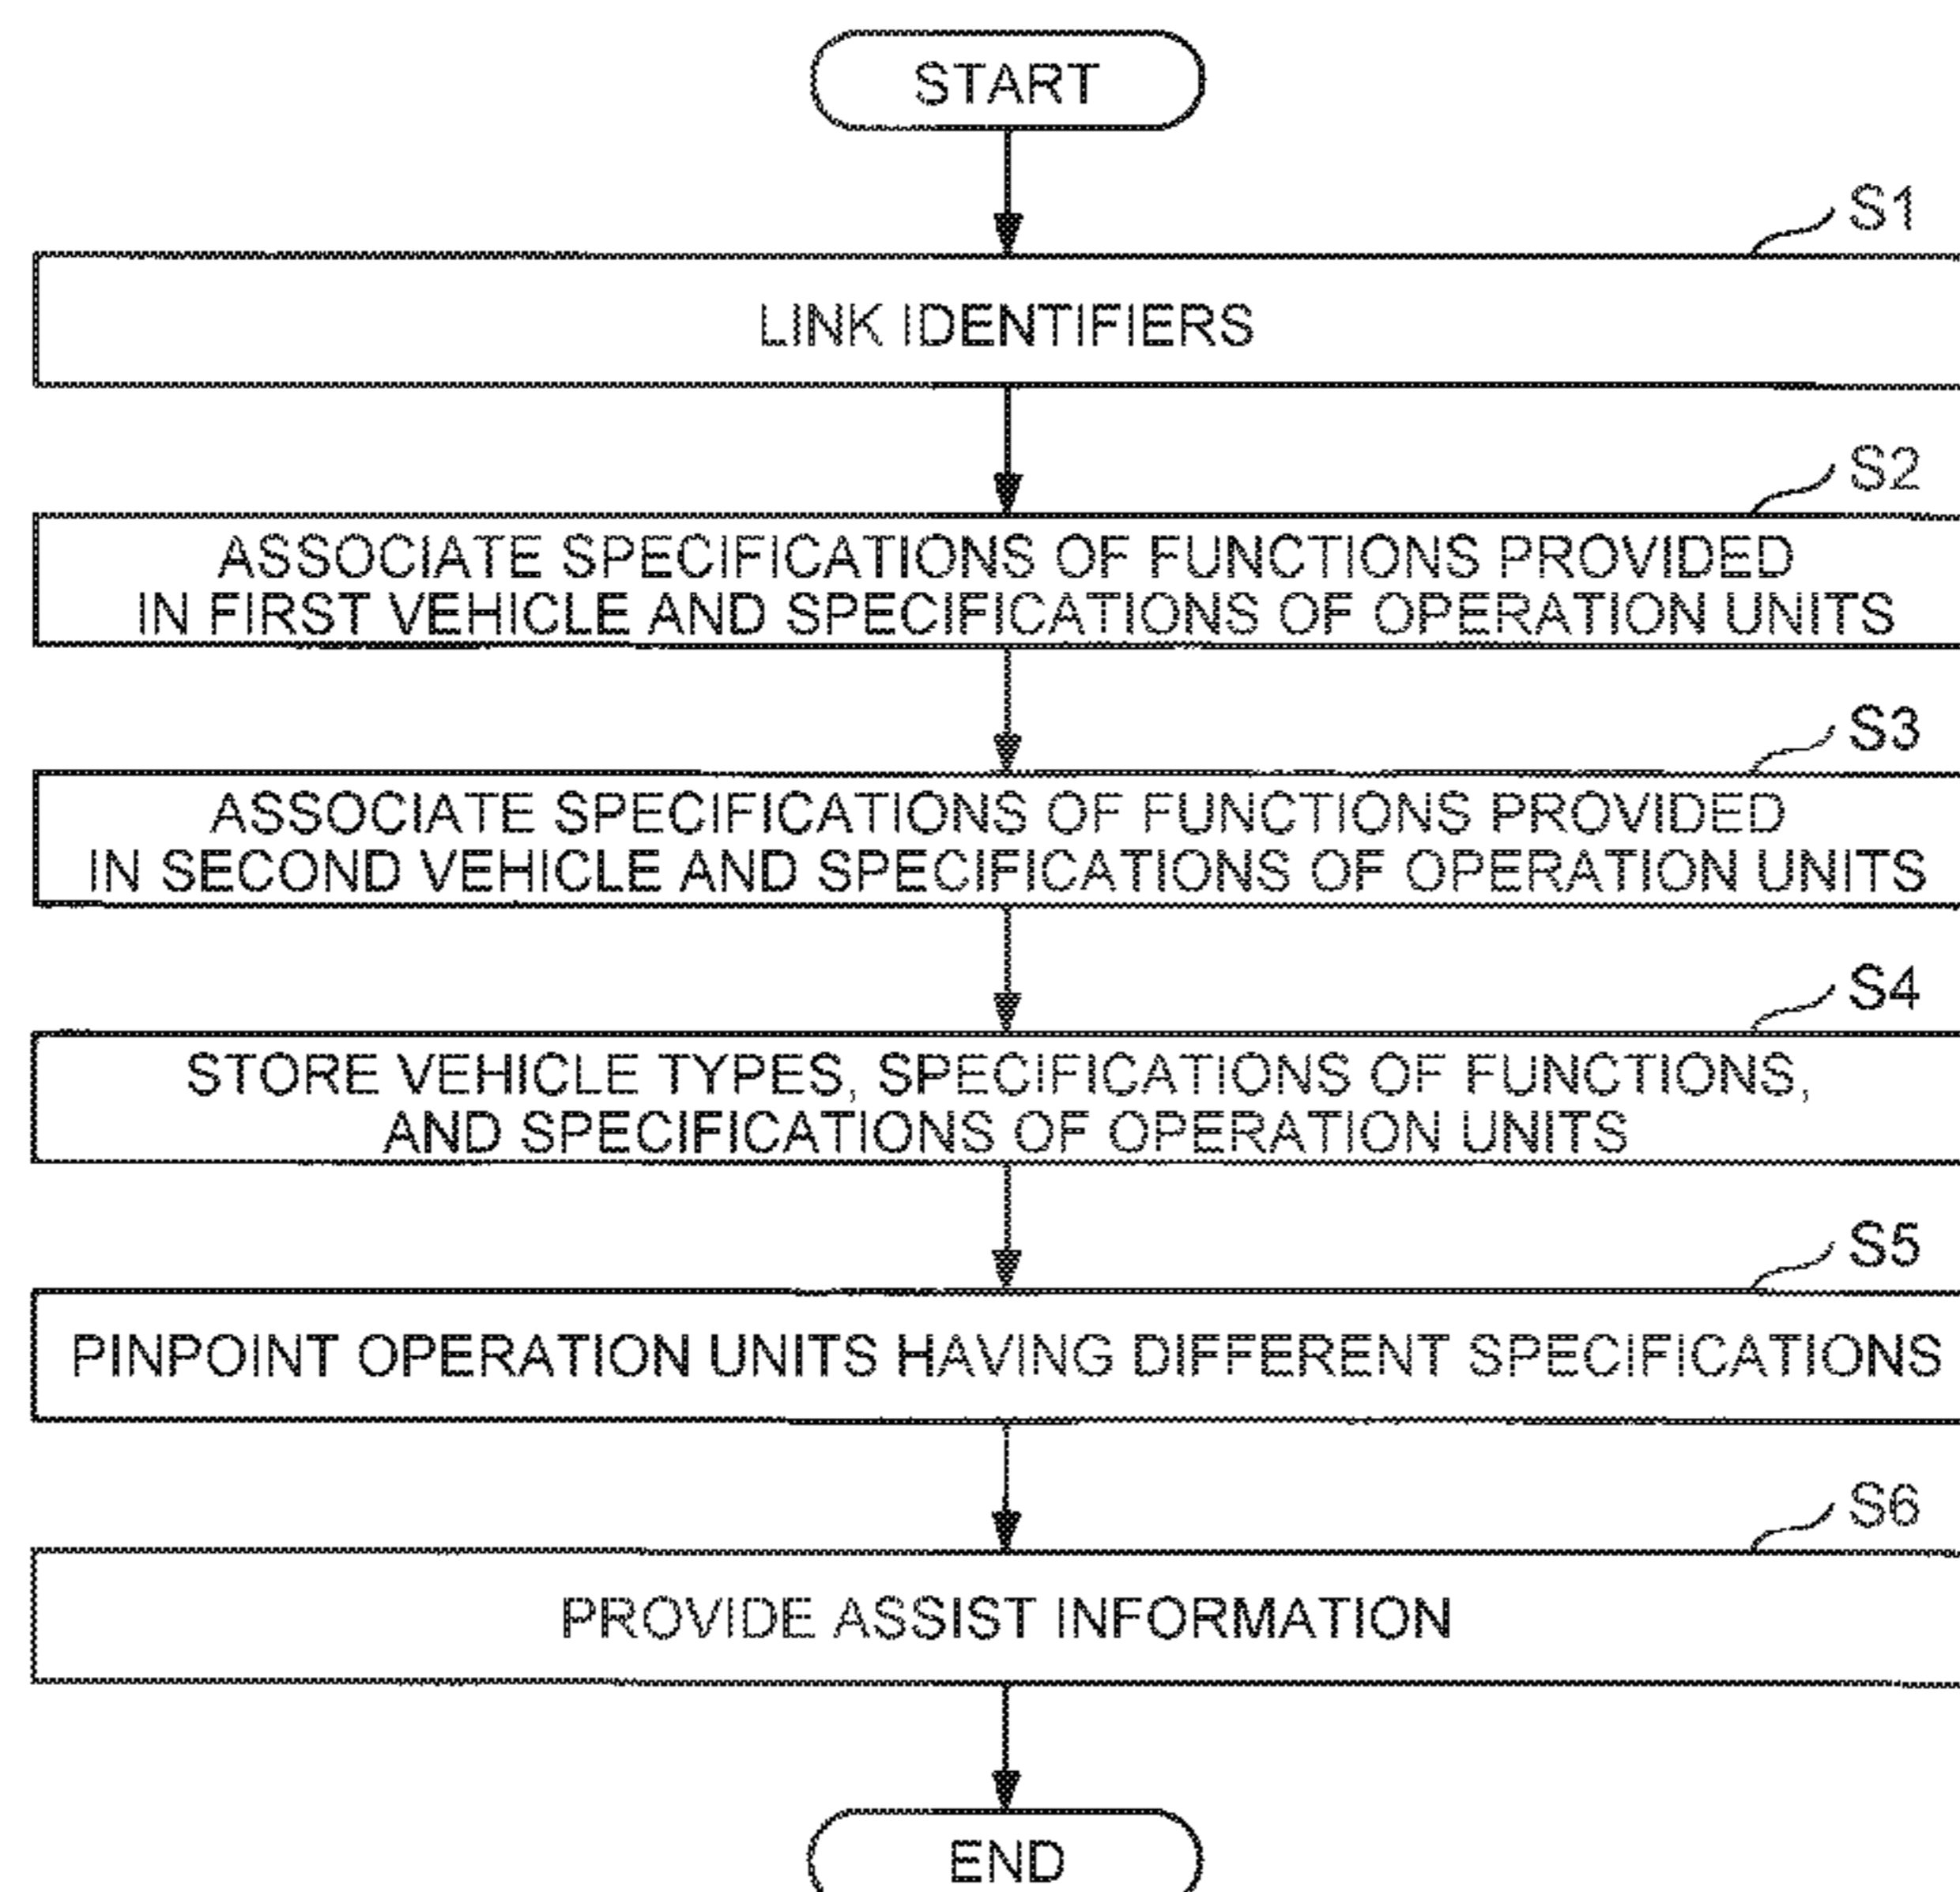 START
S1
LINK IDENTIFIERS
S2
ASSOCIATE SPECIFICATIONS OF FUNCTIONS PROVIDED
IN FIRST VEHICLE AND SPECIFICATIONS OF OPERATION UNITS
S3
ASSOCIATE SPECIFICATIONS OF FUNCTIONS PROVIDED
IN SECOND VEHICLE AND SPECIFICATIONS OF OPERATION UNITS
S4
STORE VEHICLE TYPES, SPECIFICATIONS OF FUNCTIONS,
AND SPECIFICATIONS OF OPERATION UNITS
S5
PINPOINT OPERATION UNITS HAVING DIFFERENT SPECIFICATIONS
S6
PROVIDE ASSIST INFORMATION
END